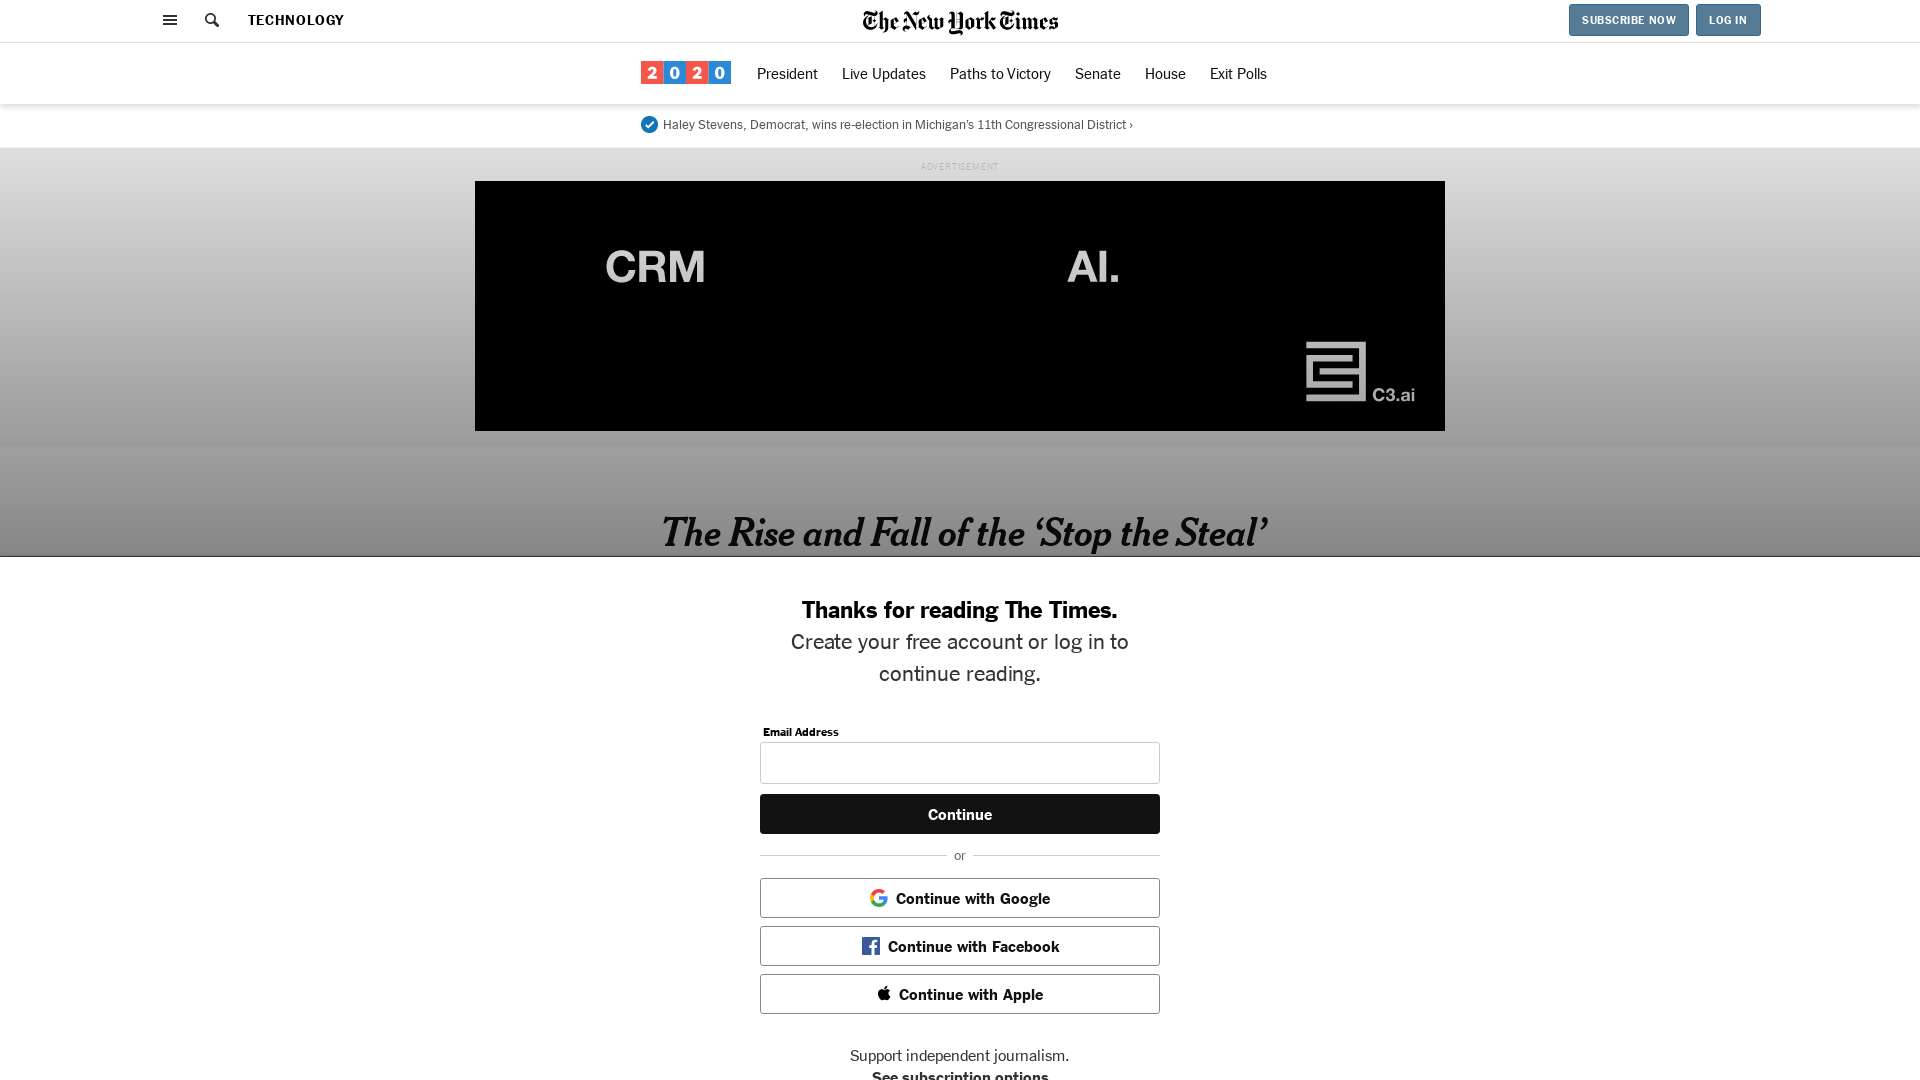 TECHNOLOGY
The New York Times
SUBSCRIBE NOW
LOG IN
2020
President
Live Updates
Paths to Victory
Senate
House
Exit Polls
Haley Stevens, Democrat, wins re-election in Michigan’s 11th Congressional District ›
ADVERTISEMENT
CRM
AI.
C3.ai
The Rise and Fall of the ‘Stop the Steal’
Thanks for reading The Times.
Create your free account or log in to
continue reading.
Email Address
Continue
or
Continue with Google
Continue with Facebook
Continue with Apple
Support independent journalism.
See subscription options